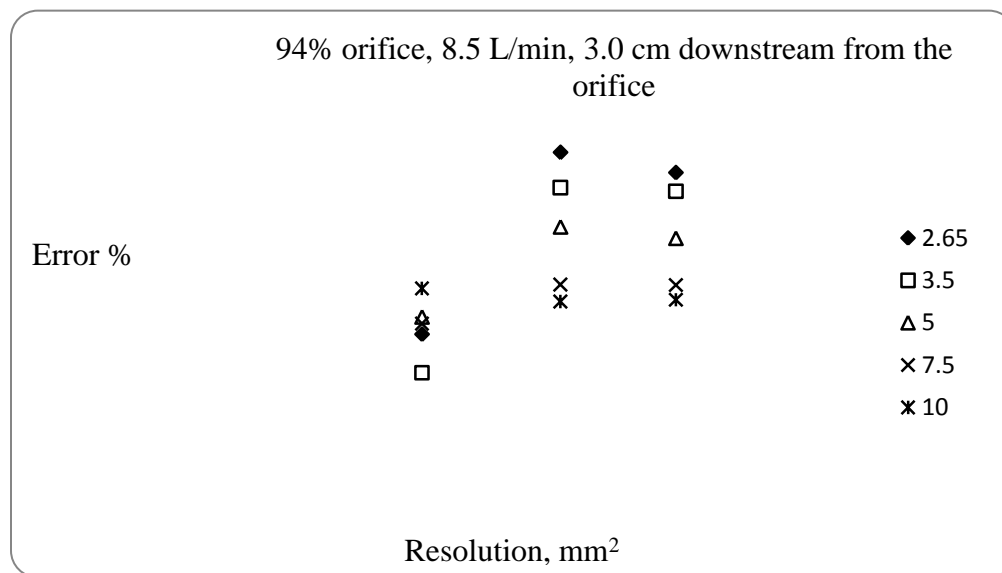 94% orifice, 8.5 L/min, 3.0 cm downstream from the
orifice
Error %
2.65
3.5
5
7.5
10
Resolution, mm²